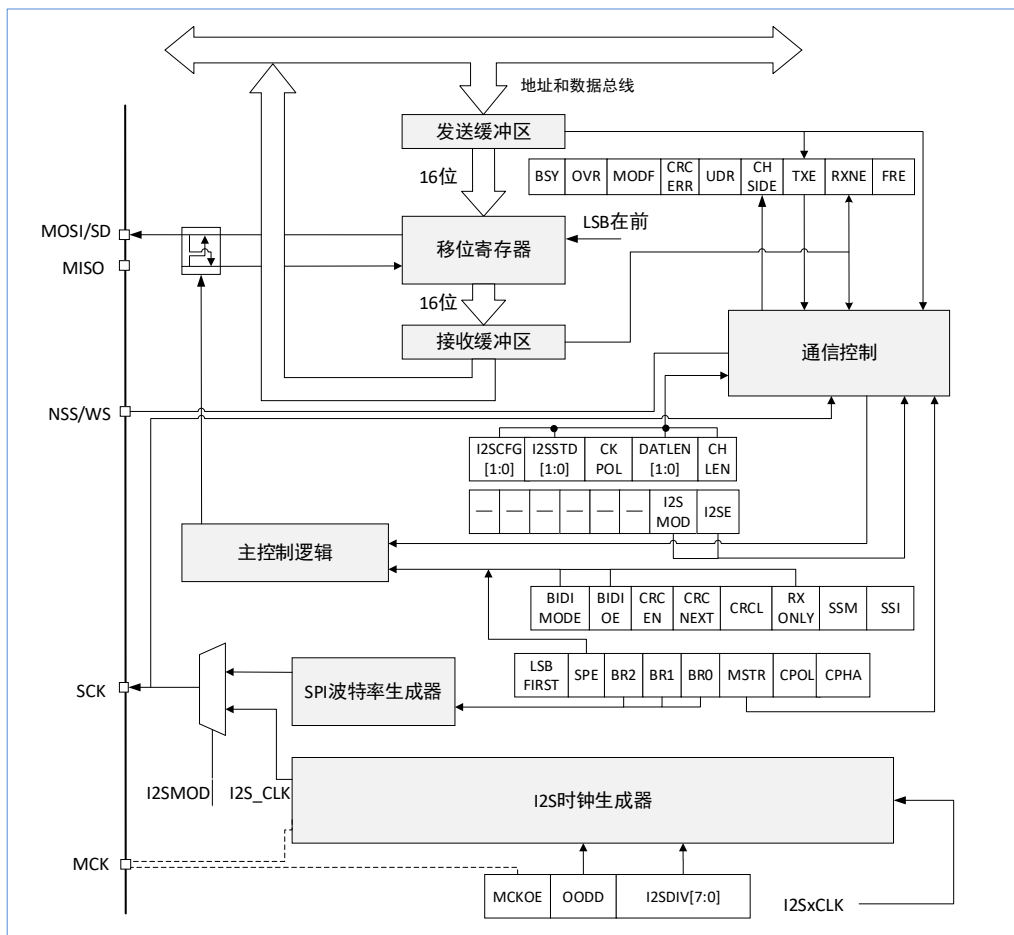 地址和数据总线
发送缓冲区
16位
BSY OVR MODF CRC ERR UDR CH SIDE TXE RXNE FRE
LSB在前
MOSI/SD
移位寄存器
MISO
16位
接收缓冲区
通信控制
NSS/WS
I2SCFG [1:0] I2SSTD [1:0] CK POL DATLEN [1:0] CH LEN
— — — — — — I2S MOD I2SE
主控制逻辑
BIDI MODE BIDI OE CRC EN CRC NEXT CRCL RX ONLY SSM SSI
LSB FIRST SPE BR2 BR1 BR0 MSTR CPOL CPHA
SCK
SPI波特率生成器
I2SMOD I2S_CLK
I2S时钟生成器
MCK
MCKOE OODD I2SDIV[7:0]
I2SxCLK